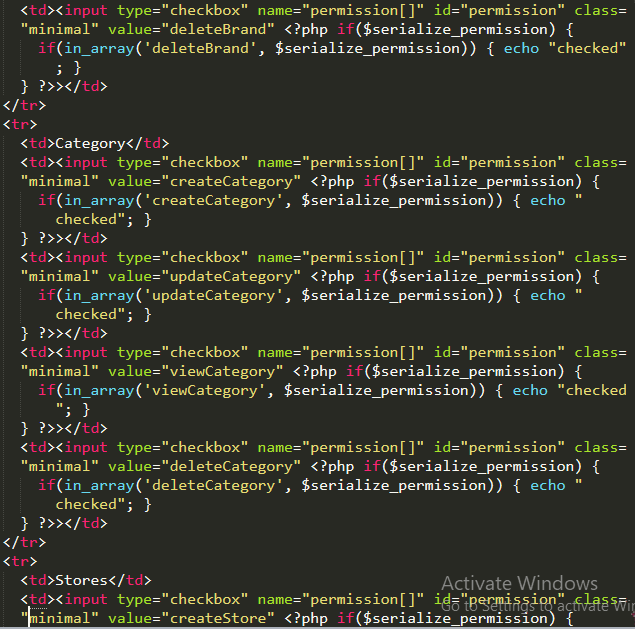 <td><input type="checkbox" name="permission[]" id="permission" class=
"minimal" value="deleteBrand" <?php if($serialize_permission) {
if(in_array('deleteBrand', $serialize_permission)) { echo "checked"
; }
} ?>></td>
</tr>
<tr>
<td>Category</td>
<td><input type="checkbox" name="permission[]" id="permission" class=
"minimal" value="createCategory" <?php if($serialize_permission) {
if(in_array('createCategory', $serialize_permission)) { echo "
checked"; }
} ?>></td>
<td><input type="checkbox" name="permission[]" id="permission" class=
"minimal" value="updateCategory" <?php if($serialize_permission) {
if(in_array('updateCategory', $serialize_permission)) { echo "
checked"; }
} ?>></td>
<td><input type="checkbox" name="permission[]" id="permission" class=
"minimal" value="viewCategory" <?php if($serialize_permission) {
if(in_array('viewCategory', $serialize_permission)) { echo "checked
"; }
} ?>></td>
<td><input type="checkbox" name="permission[]" id="permission" class=
"minimal" value="deleteCategory" <?php if($serialize_permission) {
if(in_array('deleteCategory', $serialize_permission)) { echo "
checked"; }
} ?>></td>
</tr>
<tr>
<td>Stores</td>
Activate Windows
<td><input type="checkbox" name="permission[]" id="permission" class=
Go to Settings to activate Wi
"minimal" value="createStore" <?php if($serialize_permission) {